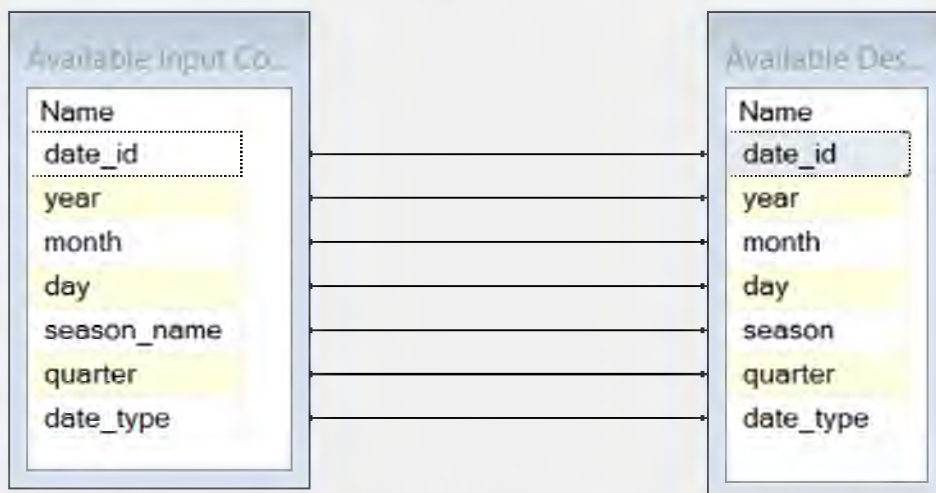 Available Input Co...
Name
date_id
year
month
day
season_name
quarter
date_type
Available Des...
Name
date_id
year
month
day
season
quarter
date_type